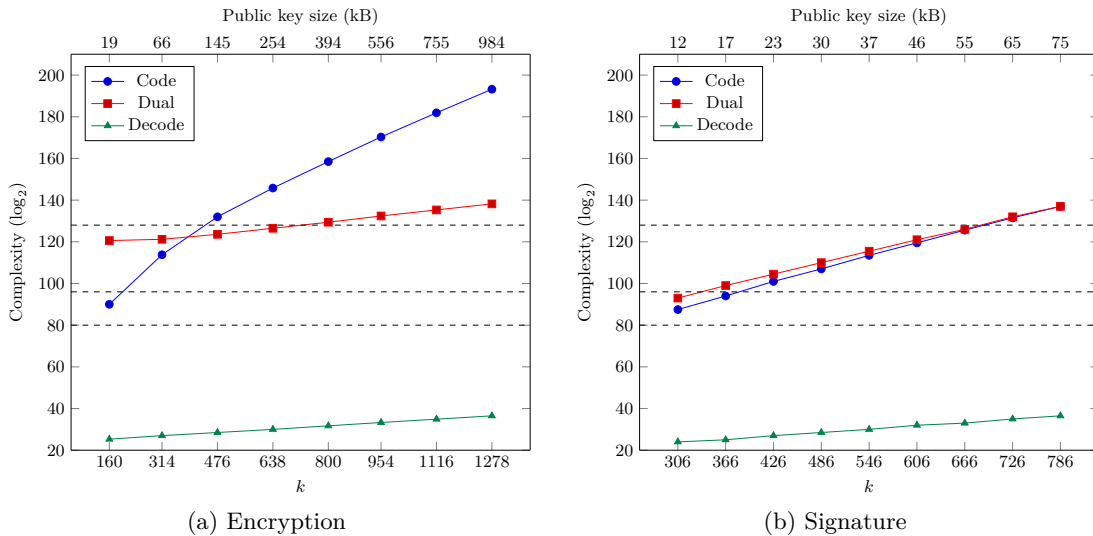 Public key size (kB)
19 66 145 254 394 556 755 984
200
180
160
140
120
100
80
60
40
20
Complexity (log₂)
Code
Dual
Decode
160 314 476 638 800 954 1116 1278
k
(a) Encryption
Public key size (kB)
12 17 23 30 37 46 55 65 75
200
180
160
140
120
100
80
60
40
20
Complexity (log₂)
Code
Dual
Decode
306 366 426 486 546 606 666 726 786
k
(b) Signature